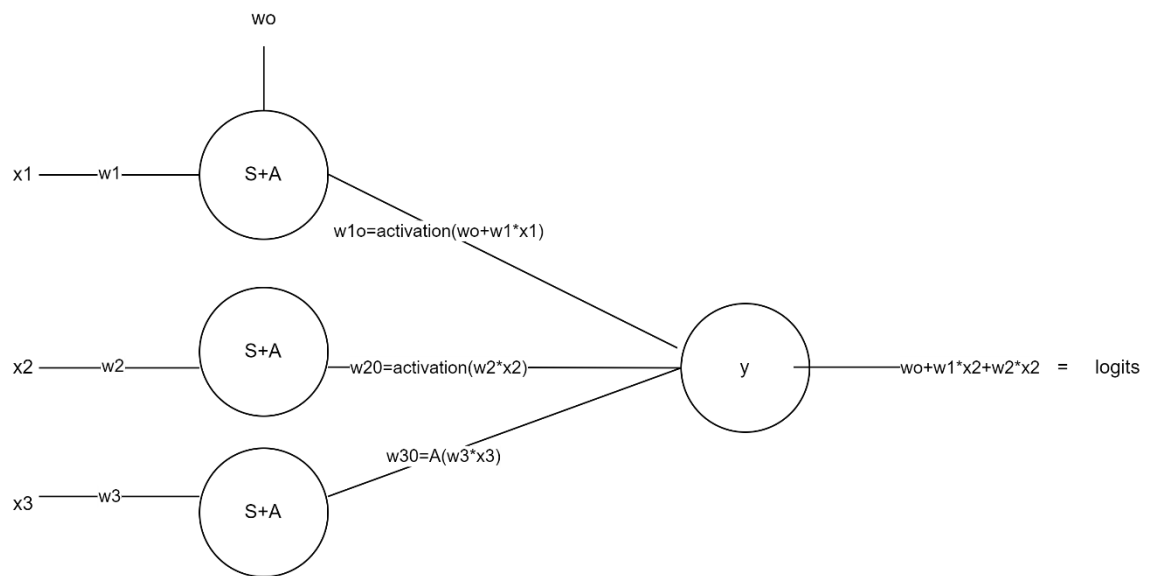 wo
x1 w1 S+A
w1o=activation(wo+w1*x1)
x2 w2 S+A w20=activation(w2*x2) y wo+w1*x2+w2*x2 = logits
w30=A(w3*x3)
x3 w3 S+A